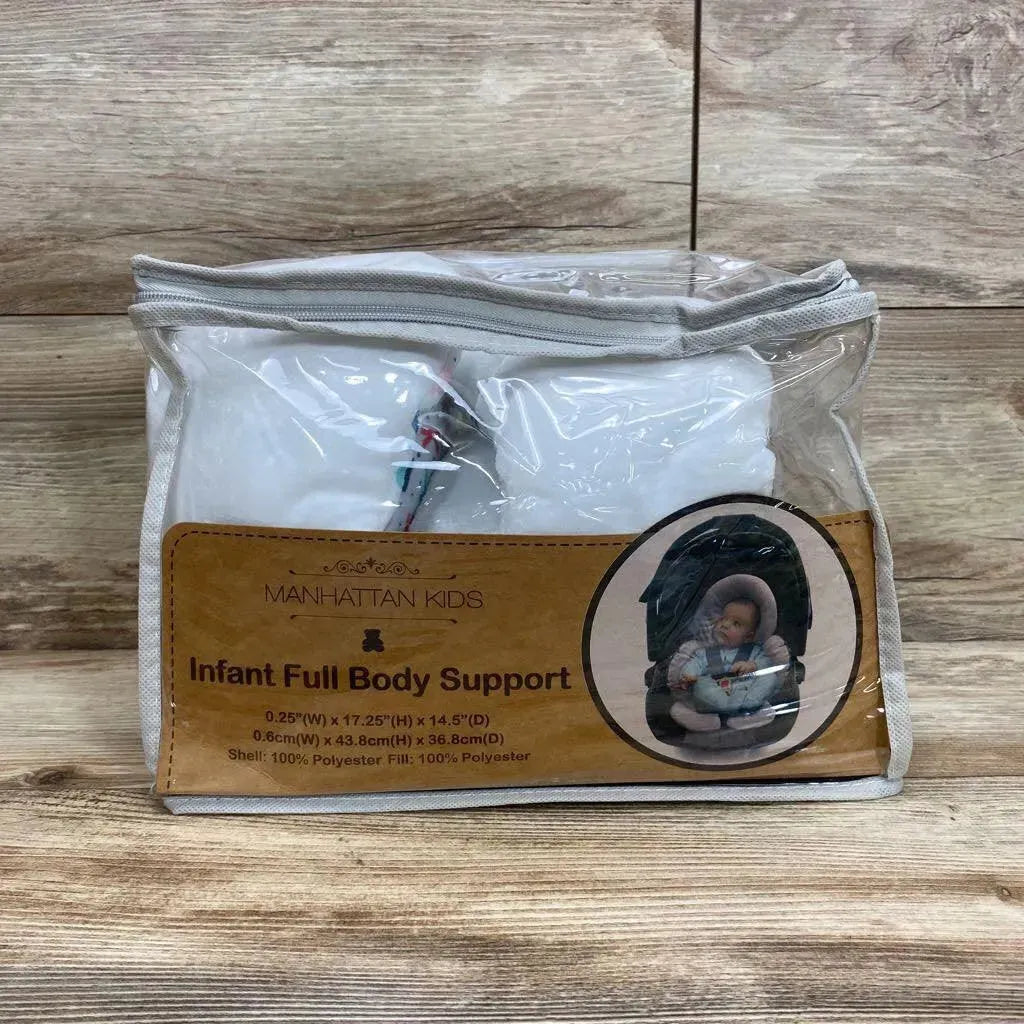 MANHATTAN KIDS
Infant Full Body Support
0.25"(W) x 17.25"(H) x 14.5"(D)
0.6cm(W) x 43.8cm(H) x 36.8cm(D)
Shell: 100% Polyester Fill: 100% Polyester